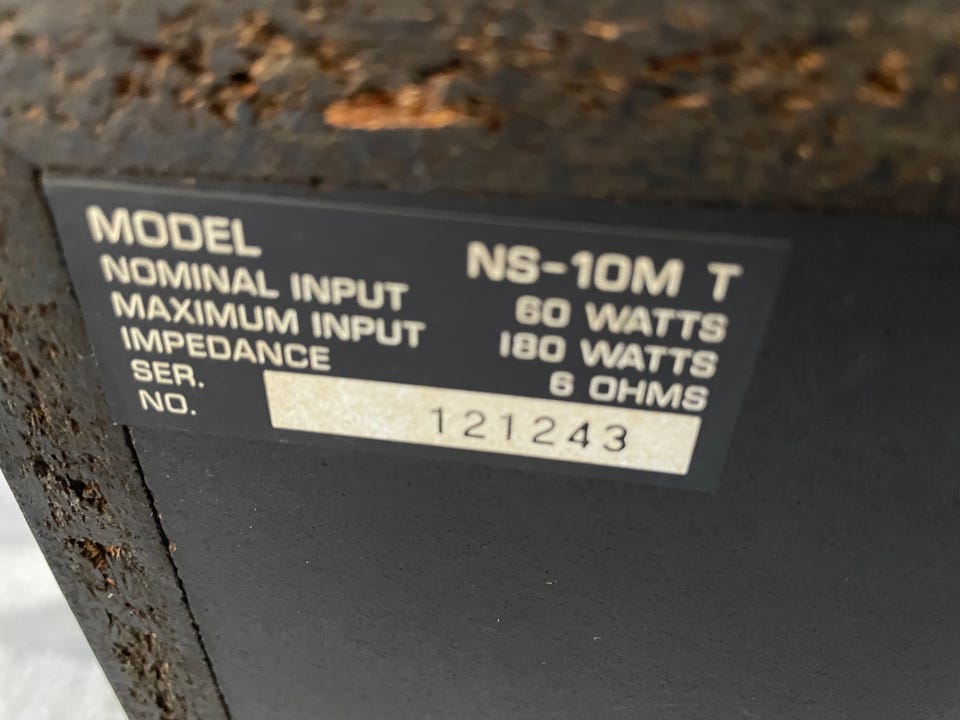 MODEL NS-10M T
NOMINAL INPUT 60 WATTS
MAXIMUM INPUT 180 WATTS
IMPEDANCE 6 OHMS
SER.
NO. 121243